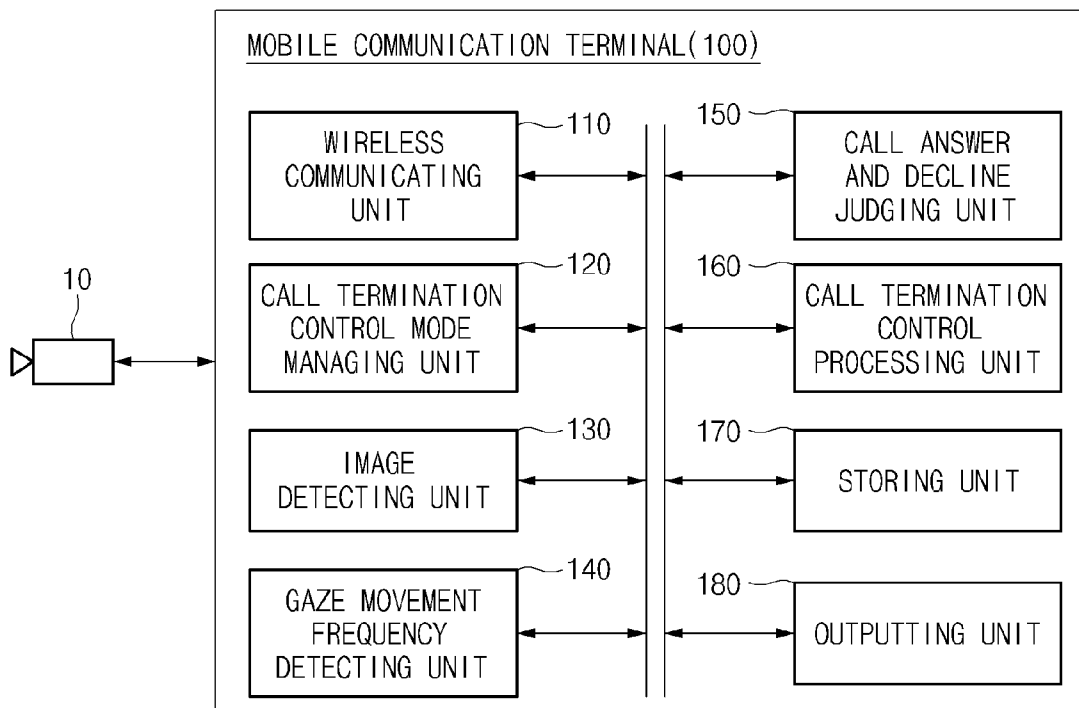 MOBILE COMMUNICATION TERMINAL(100)
110
WIRELESS
COMMUNICATING
UNIT
150
CALL ANSWER
AND DECLINE
JUDGING UNIT
10
120
CALL TERMINATION
CONTROL MODE
MANAGING UNIT
160
CALL TERMINATION
CONTROL
PROCESSING UNIT
130
IMAGE
DETECTING UNIT
170
STORING UNIT
140
GAZE MOVEMENT
FREQUENCY
DETECTING UNIT
180
OUTPUTTING UNIT